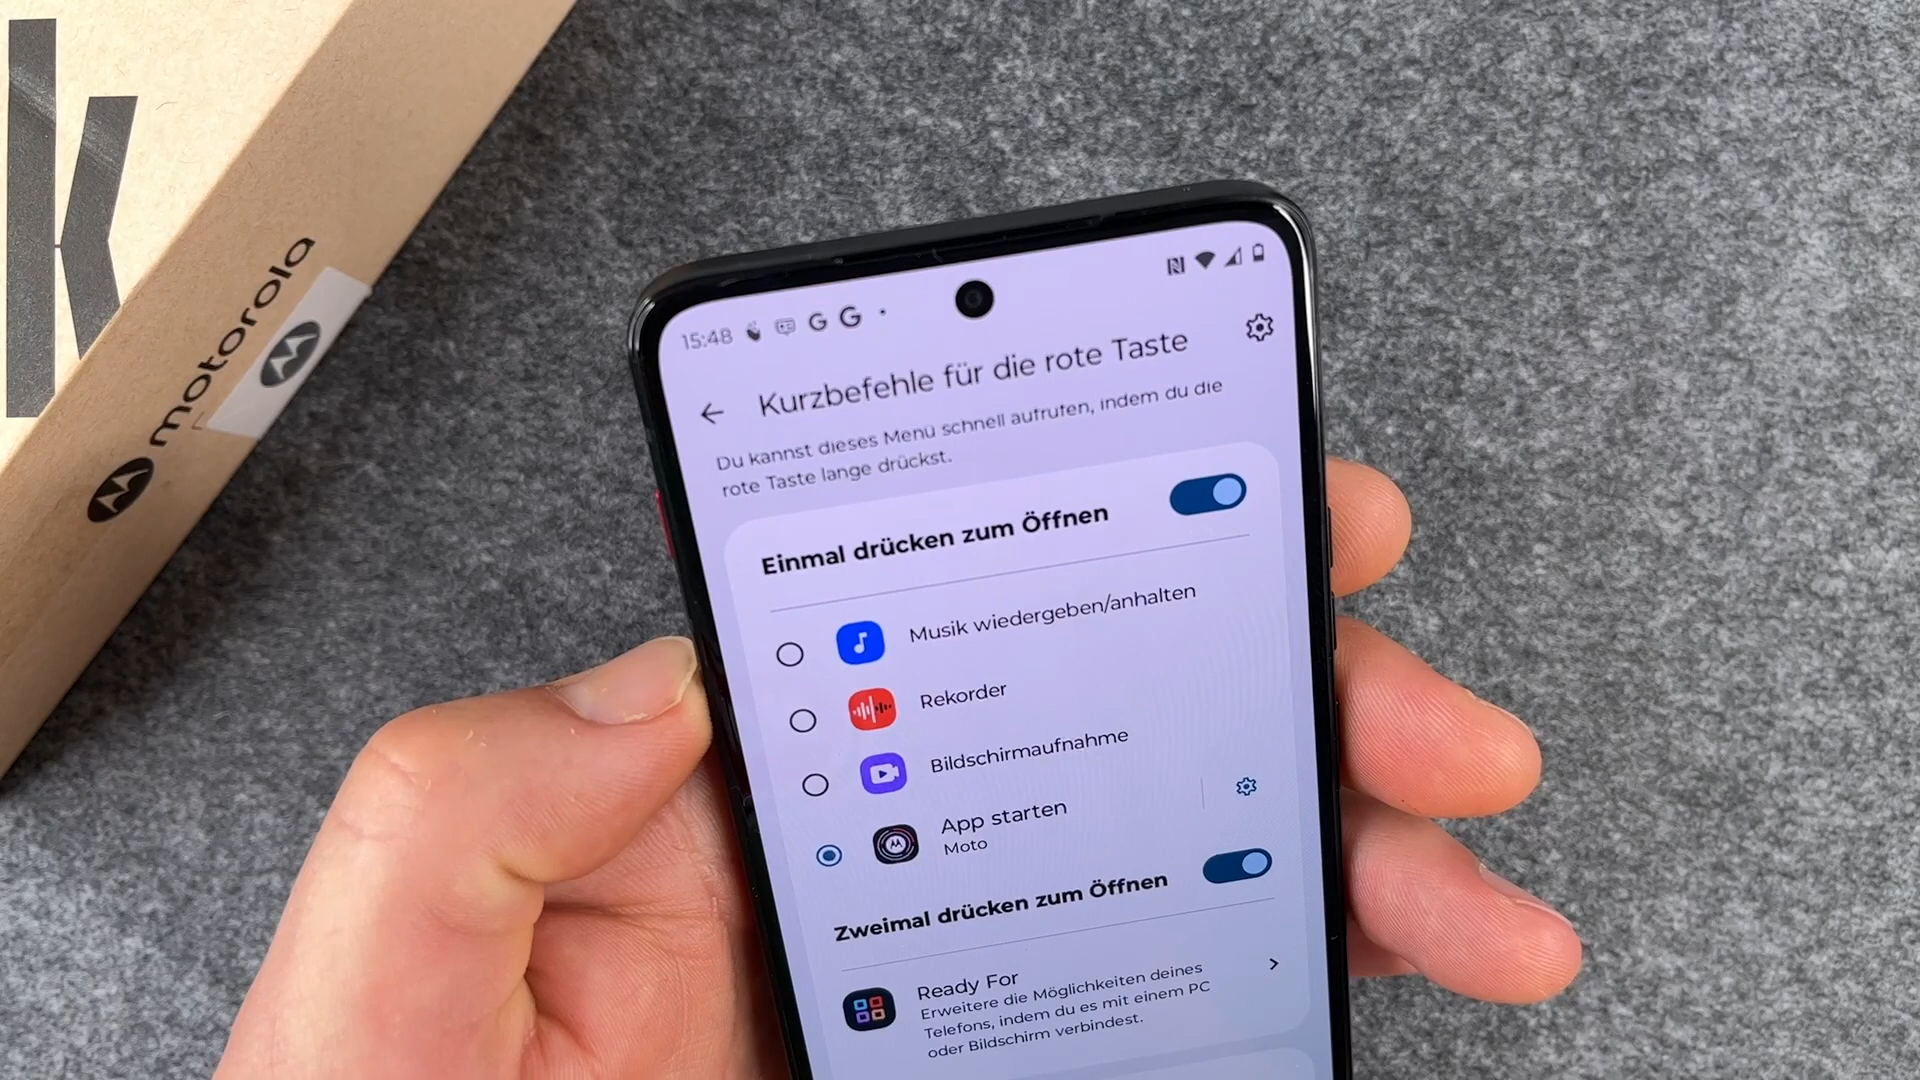 k
motorola
15:48
Kurzbefehle für die rote Taste
Du kannst dieses Menü schnell aufrufen, indem du die
rote Taste lange drückst.
Einmal drücken zum Öffnen
Musik wiedergeben/anhalten
Rekorder
Bildschirmaufnahme
App starten
Moto
Zweimal drücken zum Öffnen
Ready For
Erweitere die Möglichkeiten deines
Telefons, indem du es mit einem PC
oder Bildschirm verbindest.